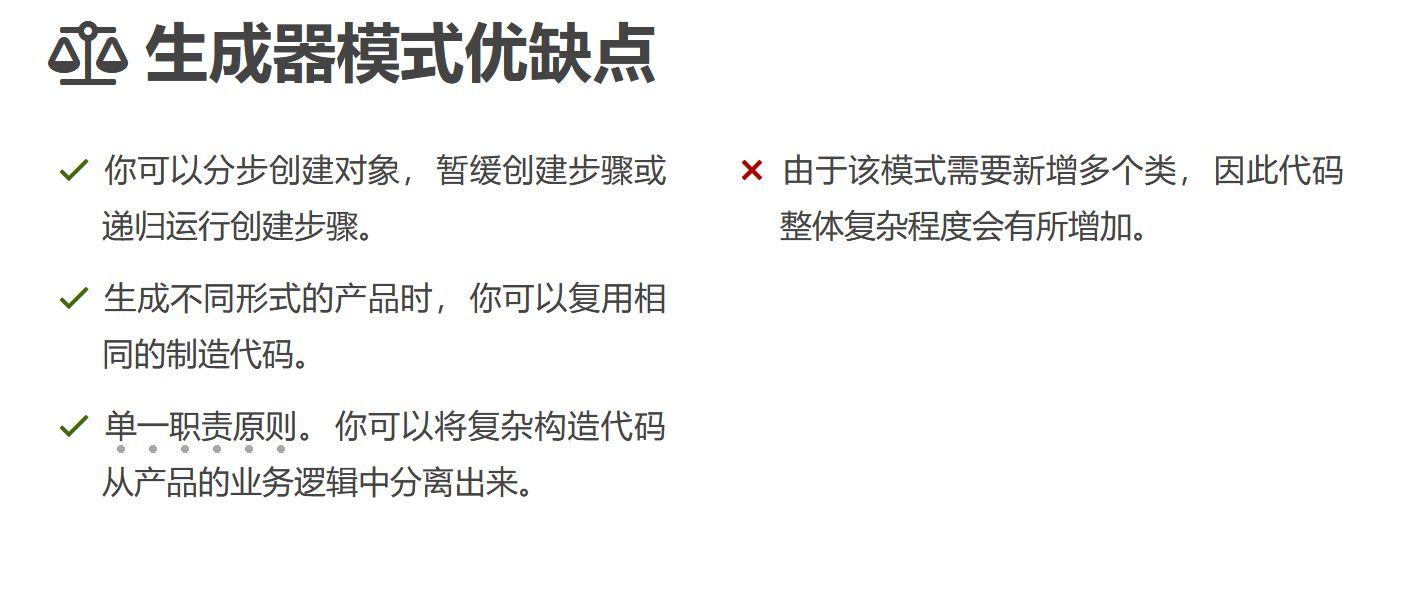 生成器模式优缺点
你可以分步创建对象，暂缓创建步骤或
递归运行创建步骤。
生成不同形式的产品时，你可以复用相
同的制造代码。
单一职责原则。你可以将复杂构造代码
从产品的业务逻辑中分离出来。
由于该模式需要新增多个类，因此代码
整体复杂程度会有所增加。